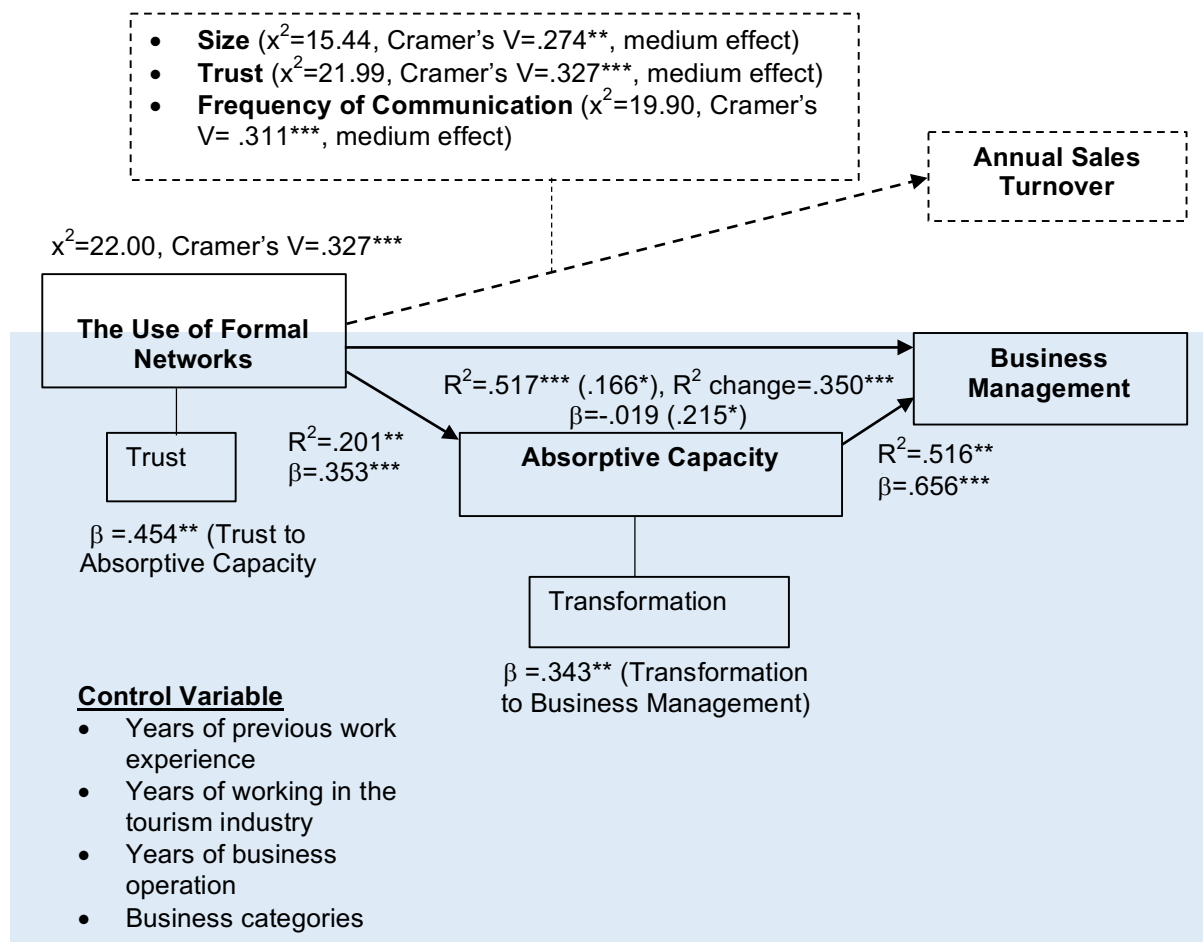 • Size (x²=15.44, Cramer's V=.274**, medium effect)
• Trust (x²=21.99, Cramer's V=.327***, medium effect)
• Frequency of Communication (x²=19.90, Cramer's
V= .311***, medium effect)
Annual Sales
Turnover
x²=22.00, Cramer's V=.327***
The Use of Formal
Networks
Business
Management
R²=.517*** (.166*), R² change=.350***
β=-.019 (.215*)
Trust
R²=.201**
β=.353***
Absorptive Capacity
R²=.516**
β=.656***
β =.454** (Trust to
Absorptive Capacity
Transformation
β =.343** (Transformation
to Business Management)
Control Variable
• Years of previous work
experience
• Years of working in the
tourism industry
• Years of business
operation
• Business categories